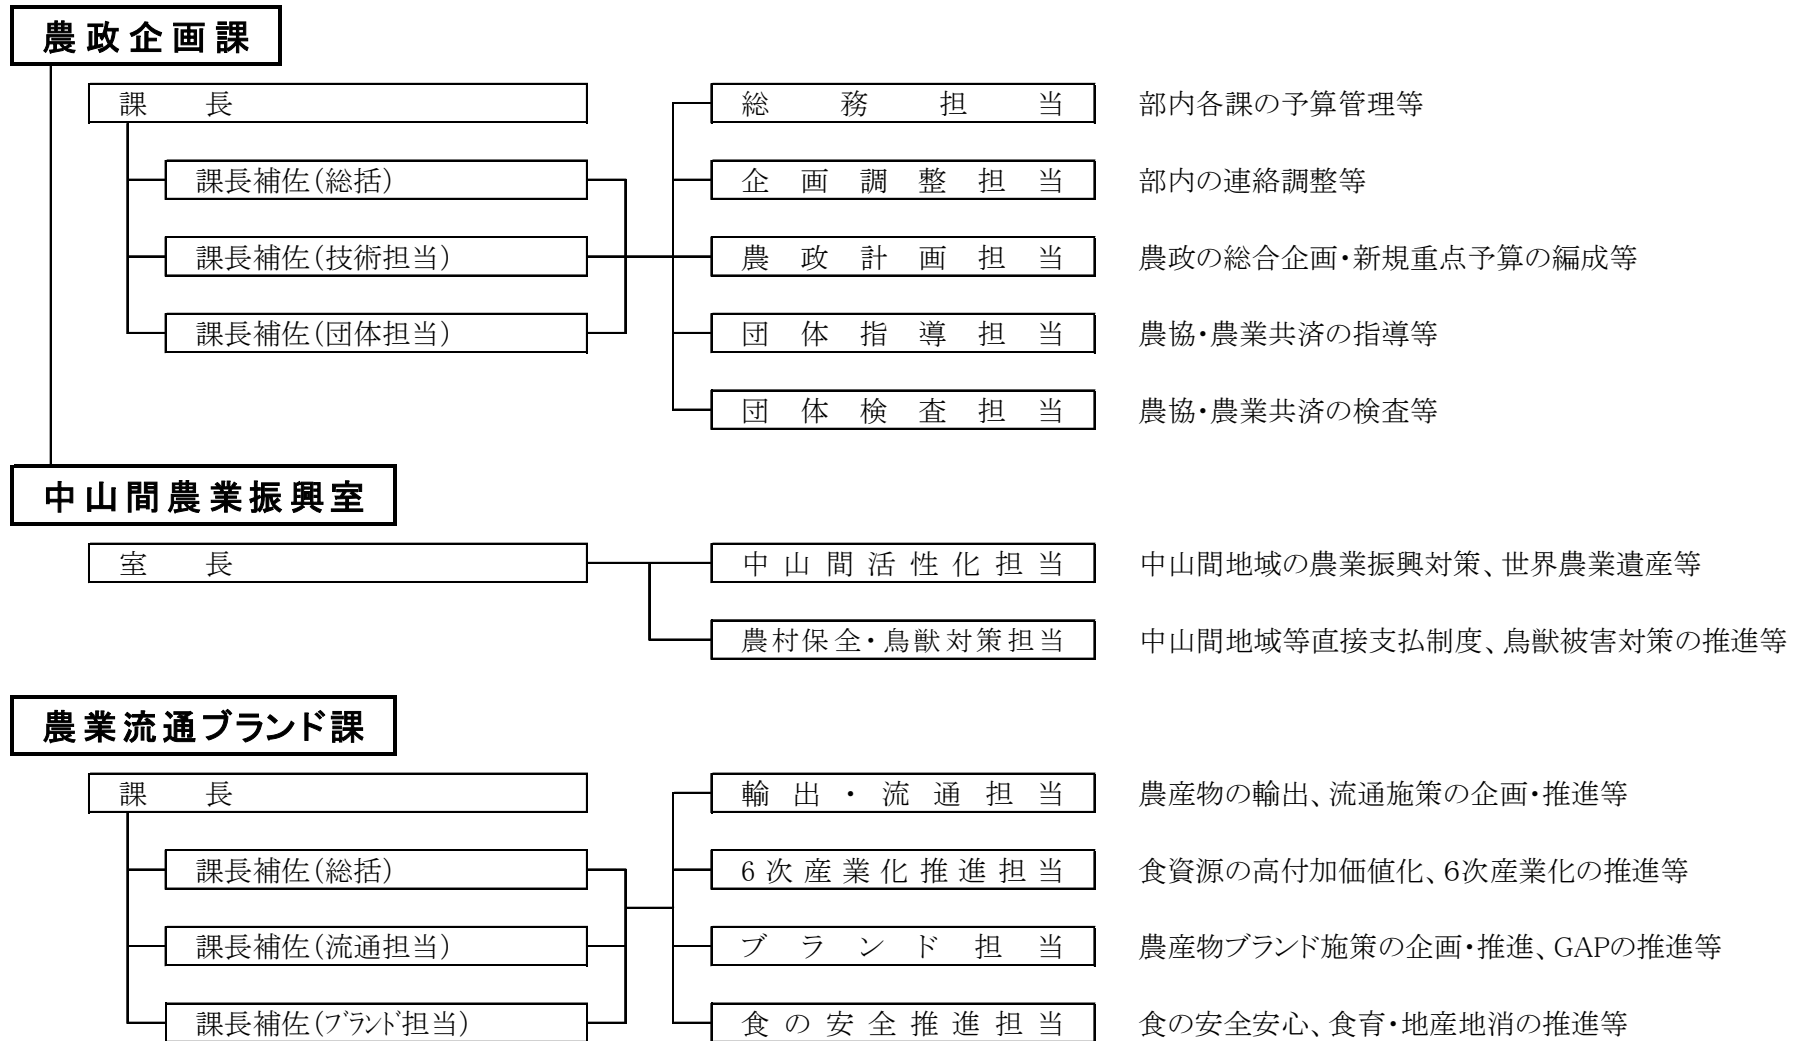 農政企画課
課長
総務担当 部内各課の予算管理等
課長補佐(総括) 企画調整担当 部内の連絡調整等
課長補佐(技術担当) 農政計画担当 農政の総合企画・新規重点予算の編成等
課長補佐(団体担当) 団体指導担当 農協・農業共済の指導等
団体検査担当 農協・農業共済の検査等
中山間農業振興室
室長 中山間活性化担当 中山間地域の農業振興対策、世界農業遺産等
農村保全・鳥獣対策担当 中山間地域等直接支払制度、鳥獣被害対策の推進等
農業流通ブランド課
課長 輸出・流通担当 農産物の輸出、流通施策の企画・推進等
課長補佐(総括) 6次産業化推進担当 食資源の高付加価値化、6次産業化の推進等
課長補佐(流通担当) ブランド担当 農産物ブランド施策の企画・推進、GAPの推進等
課長補佐(ﾌﾞﾗﾝﾄﾞ担当) 食の安全推進担当 食の安全安心、食育・地産地消の推進等